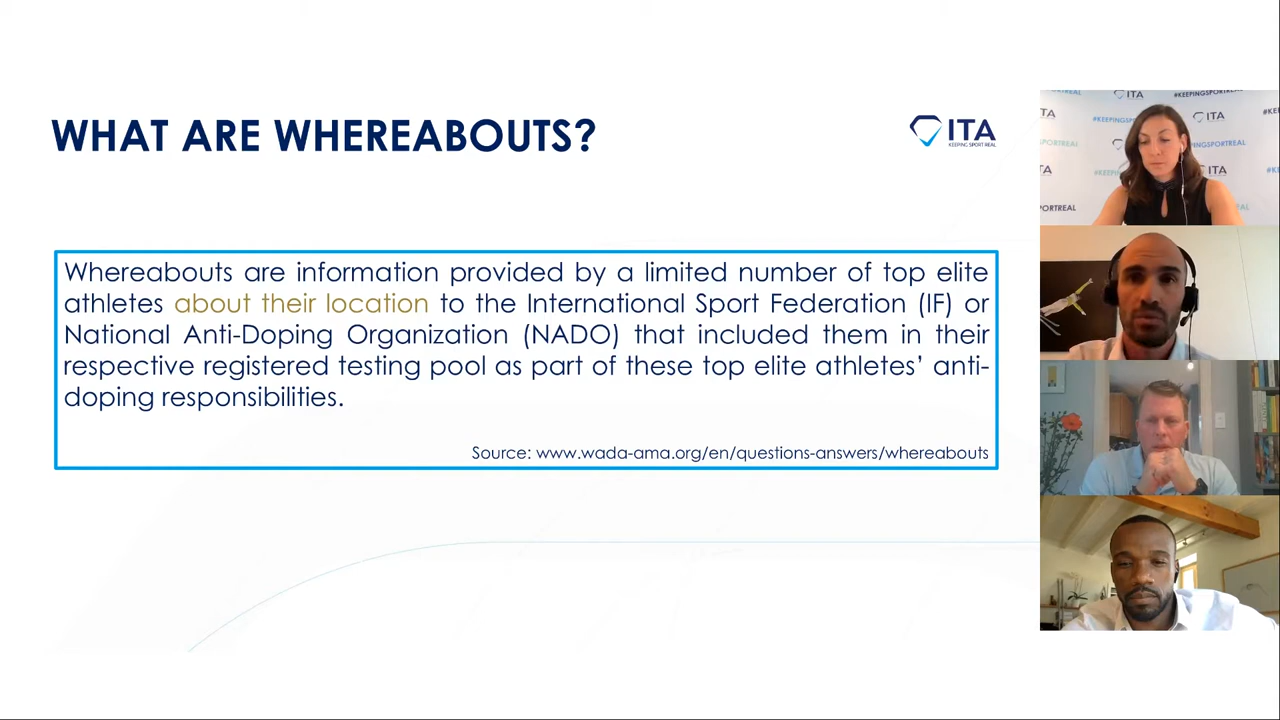 WHAT ARE WHEREABOUTS?
ITA
KEEPING SPORT REAL
Whereabouts are information provided by a limited number of top elite
athletes about their location to the International Sport Federation (IF) or
National Anti-Doping Organization (NADO) that included them in their
respective registered testing pool as part of these top elite athletes’ anti-
doping responsibilities.
Source: www.wada-ama.org/en/questions-answers/whereabouts
ITA
#KEEPINGSPORTREAL
ITA
#KEEPINGSPORTREAL
ITA
ITA
PORTREAL